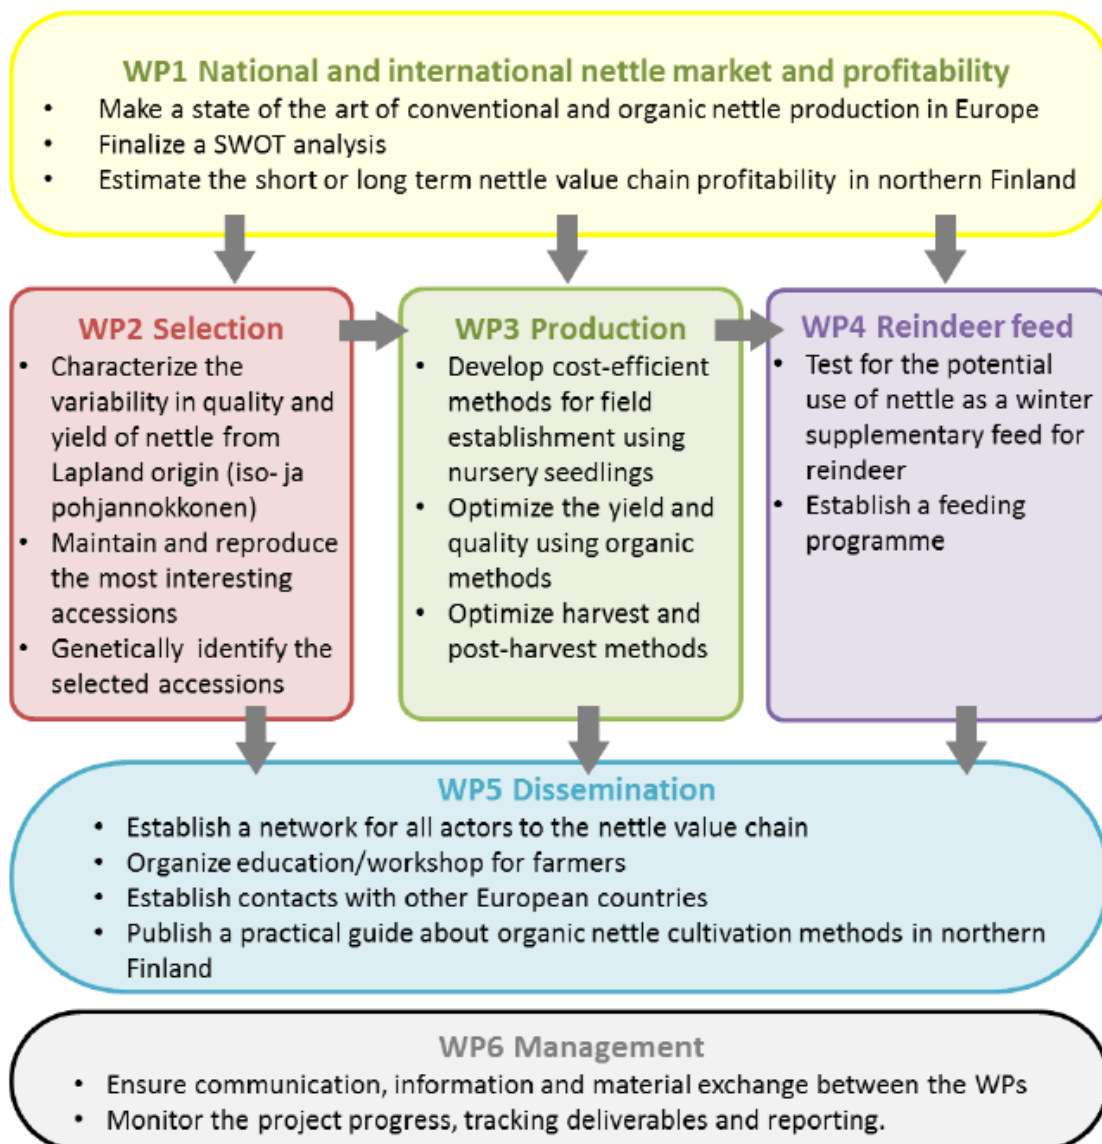 WP1 National and international nettle market and profitability
• Make a state of the art of conventional and organic nettle production in Europe
• Finalize a SWOT analysis
• Estimate the short or long term nettle value chain profitability in northern Finland
WP2 Selection
• Characterize the
variability in quality and
yield of nettle from
Lapland origin (iso- ja
pohjannokkonen)
• Maintain and reproduce
the most interesting
accessions
• Genetically identify the
selected accessions
WP3 Production
• Develop cost-efficient
methods for field
establishment using
nursery seedlings
• Optimize the yield and
quality using organic
methods
• Optimize harvest and
post-harvest methods
WP4 Reindeer feed
• Test for the potential
use of nettle as a winter
supplementary feed for
reindeer
• Establish a feeding
programme
WP5 Dissemination
• Establish a network for all actors to the nettle value chain
• Organize education/workshop for farmers
• Establish contacts with other European countries
• Publish a practical guide about organic nettle cultivation methods in northern
Finland
WP6 Management
• Ensure communication, information and material exchange between the WPs
• Monitor the project progress, tracking deliverables and reporting.